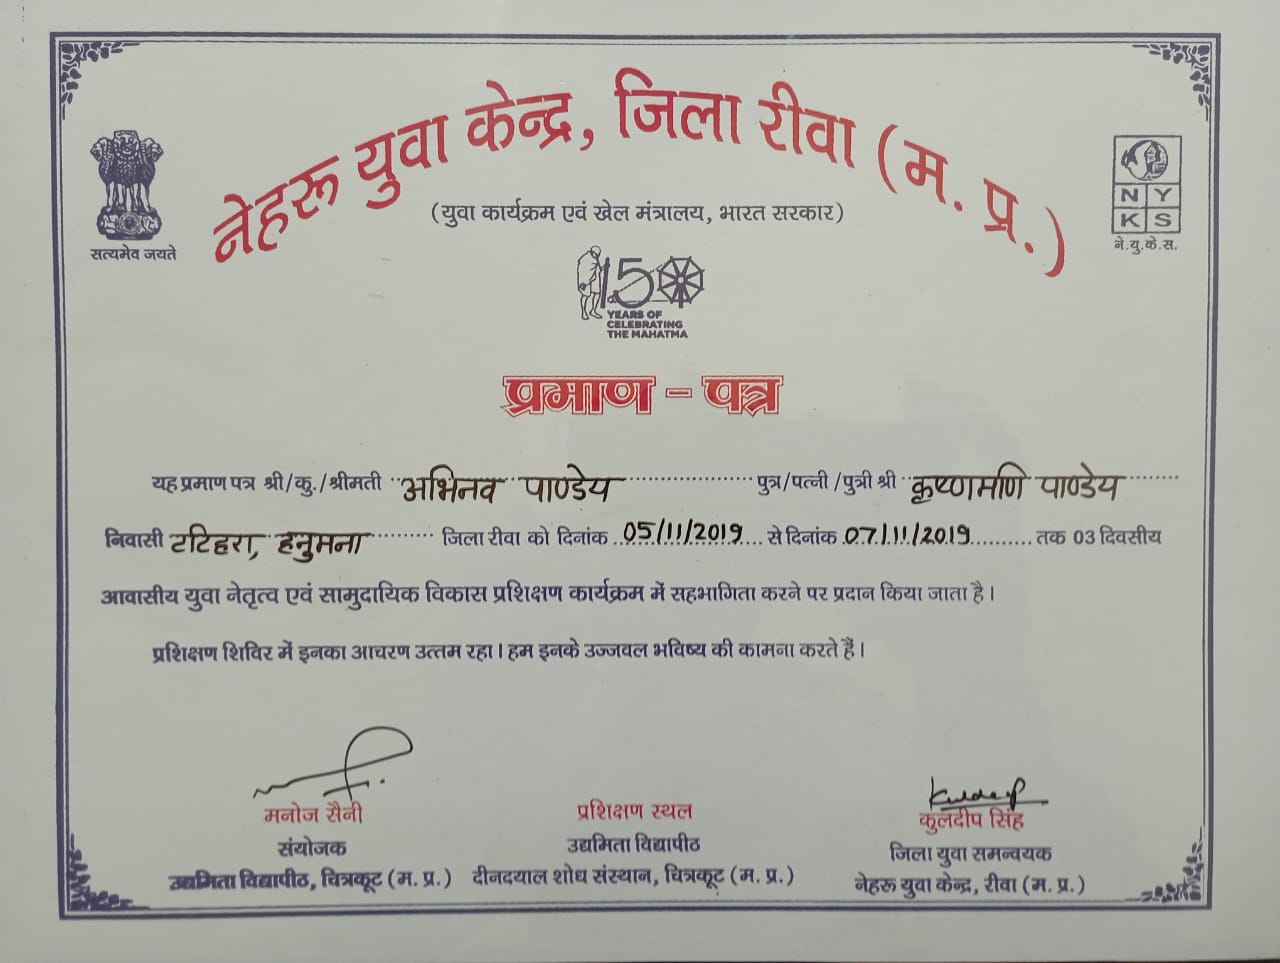 नेहरू युवा केन्द्र, जिला रीवा (म. प्र.)
(युवा कार्यक्रम एवं खेल मंत्रालय, भारत सरकार)
सत्यमेव जयते
N Y
K S
ने.यु.के.स.
150
YEARS OF
CELEBRATING
THE MAHATMA
प्रमाण - पत्र
यह प्रमाण पत्र श्री/कु./श्रीमती अभिनव पाण्डेय पुत्र/पत्नी/पुत्री श्री कृष्णमणि पाण्डेय
निवासी टटिहरा, हनुमना जिला रीवा को दिनांक 05/11/2019 से दिनांक 07/11/2019 तक 03 दिवसीय
आवासीय युवा नेतृत्व एवं सामुदायिक विकास प्रशिक्षण कार्यक्रम में सहभागिता करने पर प्रदान किया जाता है।
प्रशिक्षण शिविर में इनका आचरण उत्तम रहा। हम इनके उज्जवल भविष्य की कामना करते हैं।
मनोज सैनी
संयोजक
उद्यमिता विद्यापीठ, चित्रकूट (म. प्र.)
प्रशिक्षण स्थल
उद्यमिता विद्यापीठ
दीनदयाल शोध संस्थान, चित्रकूट (म. प्र.)
Kuldeep
कुलदीप सिंह
जिला युवा समन्वयक
नेहरू युवा केन्द्र, रीवा (म. प्र.)